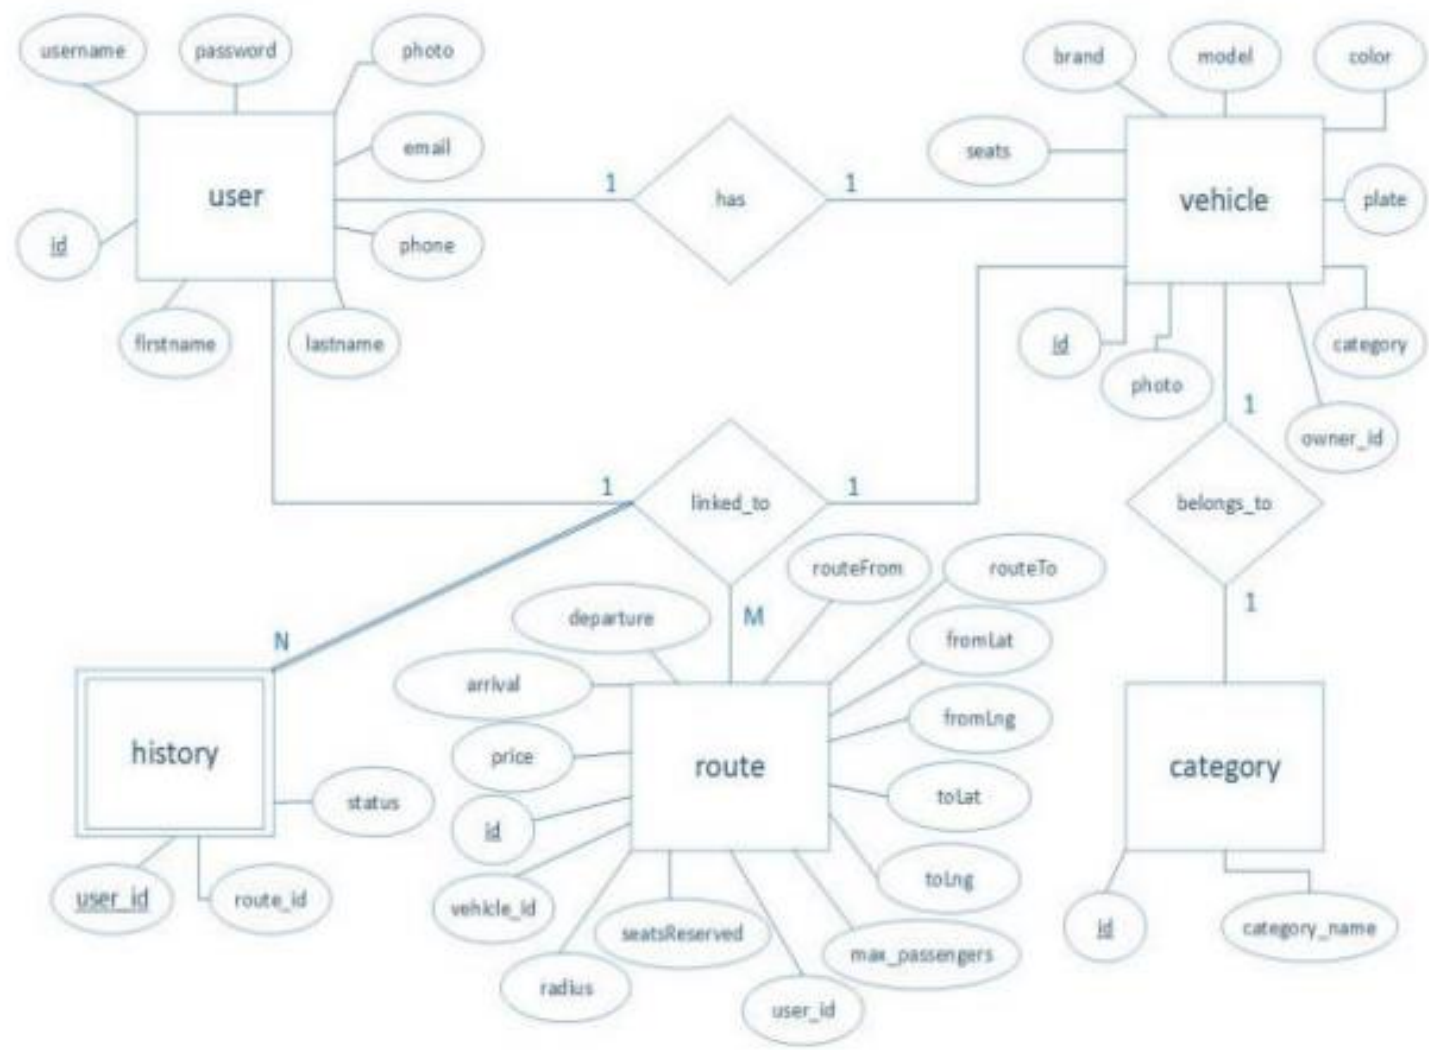 username
password
photo
brand
model
color
email
seats
user
1
has
1
vehicle
plate
id
phone
firstname
lastname
id
photo
category
1
owner_id
1
linked_to
1
belongs_to
routeFrom
routeTo
departure
M
1
N
fromLat
arrival
fromLng
history
price
route
category
status
id
toLat
toLng
user_id
route_id
vehicle_id
seatsReserved
max_passengers
id
category_name
radius
user_id